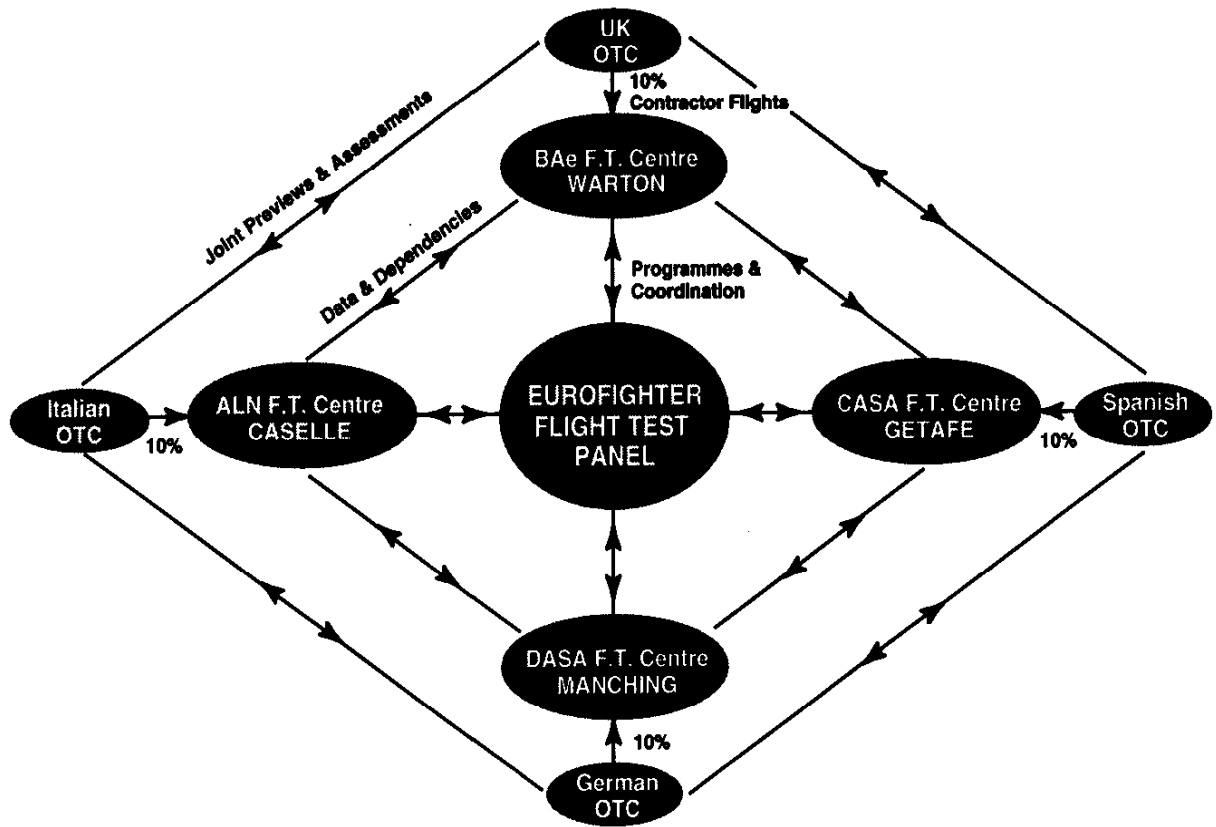 UK
OTC
10%
Contractor Flights
Joint Previews & Assessments
BAe F.T. Centre
WARTON
Data & Dependencies
Programmes &
Coordination
Italian
OTC
10%
ALN F.T. Centre
CASELLE
EUROFIGHTER
FLIGHT TEST
PANEL
CASA F.T. Centre
GETAFE
10%
Spanish
OTC
DASA F.T. Centre
MANCHING
10%
German
OTC